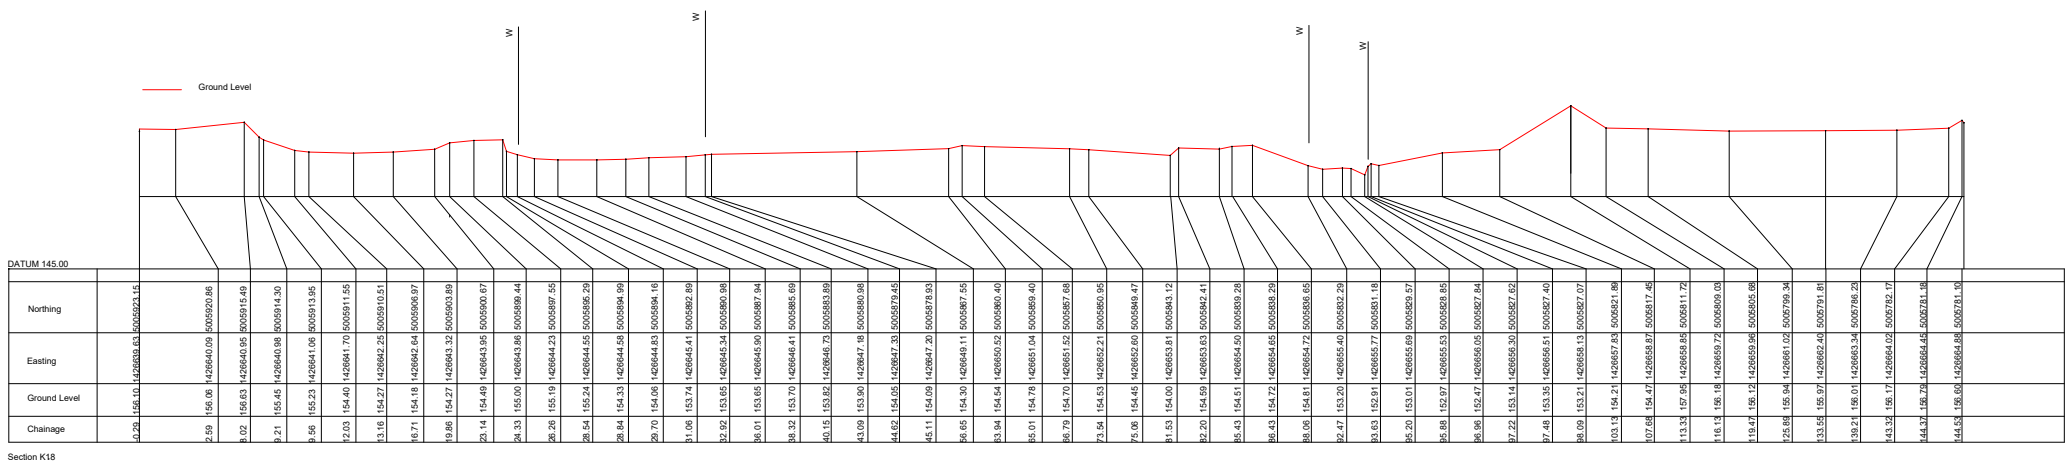 W
W
W
W
Ground Level
DATUM 145.00
Northing 5005923.15 5005920.86 5005915.49 5005914.30 5005913.95 5005911.55 5005910.51 5005906.97 5005903.89 5005900.67 5005899.44 5005897.55 5005895.29 5005894.99 5005894.16 5005892.89 5005890.98 5005887.94 5005885.69 5005883.89 5005880.98 5005879.45 5005878.93 5005867.55 5005860.40 5005859.40 5005857.68 5005850.95 5005849.47 5005843.12 5005842.41 5005839.28 5005838.29 5005836.65 5005832.29 5005831.18 5005829.57 5005828.85 5005827.84 5005827.62 5005827.40 5005827.07 5005821.89 5005817.45 5005811.72 5005809.03 5005805.68 5005799.34 5005791.81 5005786.23 5005782.17 5005781.18 5005781.10
Easting 1426639.63 1426640.09 1426640.95 1426640.98 1426641.06 1426641.70 1426642.25 1426642.64 1426643.32 1426643.95 1426643.86 1426644.23 1426644.55 1426644.58 1426644.83 1426645.41 1426645.34 1426645.90 1426646.41 1426646.73 1426647.18 1426647.33 1426647.20 1426649.11 1426650.52 1426651.04 1426651.52 1426652.21 1426652.60 1426653.81 1426653.63 1426654.50 1426654.65 1426654.72 1426655.40 1426655.77 1426655.69 1426655.53 1426656.05 1426656.30 1426656.51 1426658.13 1426657.83 1426658.87 1426658.85 1426659.72 1426659.96 1426661.02 1426662.40 1426663.34 1426664.02 1426664.45 1426664.88
Ground Level 156.10 156.06 156.63 155.45 155.23 154.40 154.27 154.18 154.27 154.49 155.00 155.19 155.24 154.33 154.06 153.74 153.65 153.65 153.70 153.82 153.90 154.05 154.09 154.30 154.54 154.78 154.70 154.53 154.45 154.00 154.59 154.51 154.72 154.81 153.20 152.91 153.01 152.97 152.47 153.14 153.35 153.21 154.21 154.47 157.95 156.18 156.12 155.94 155.97 156.01 156.17 156.79 156.60
Chainage -0.29 2.59 8.02 9.21 9.56 12.03 13.16 16.71 19.86 23.14 24.33 26.26 28.54 28.84 29.70 31.06 32.92 36.01 38.32 40.15 43.09 44.62 45.11 56.65 63.94 65.01 66.79 73.54 75.06 81.53 82.20 85.43 86.43 88.06 92.47 93.63 95.20 95.88 96.96 97.22 97.48 98.09 103.13 107.68 113.33 116.13 119.47 125.89 133.55 139.21 143.32 144.37 144.53
Section K18